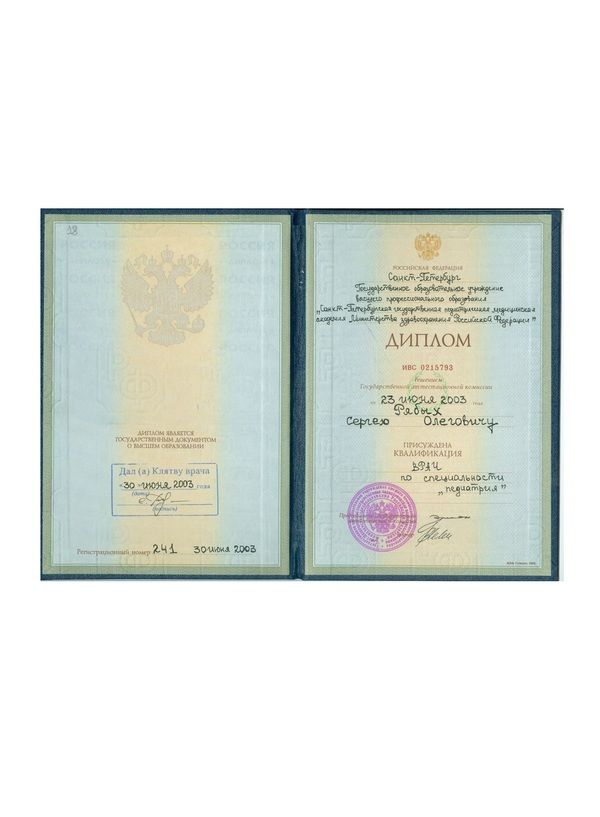 18
ДИПЛОМ ЯВЛЯЕТСЯ
ГОСУДАРСТВЕННЫМ ДОКУМЕНТОМ
О ВЫСШЕМ ОБРАЗОВАНИИ
Дал (а) Клятву врача
«30» июня 2003 года
(дата)
(подпись)
Регистрационный номер 241 30 июня 2003
РОССИЙСКАЯ ФЕДЕРАЦИЯ
Санкт-Петербург
Государственное образовательное учреждение
высшего профессионального образования
„Санкт-Петербургская государственная педиатрическая медицинская
академия Министерства здравоохранения Российской Федерации"
ДИПЛОМ
ИВС 0215793
Решением
Государственной аттестационной комиссии
от 23 июня 2003 года
Рябых
Сергею Олеговичу
ПРИСУЖДЕНА
КВАЛИФИКАЦИЯ
ВРАЧ
по специальности
„педиатрия"